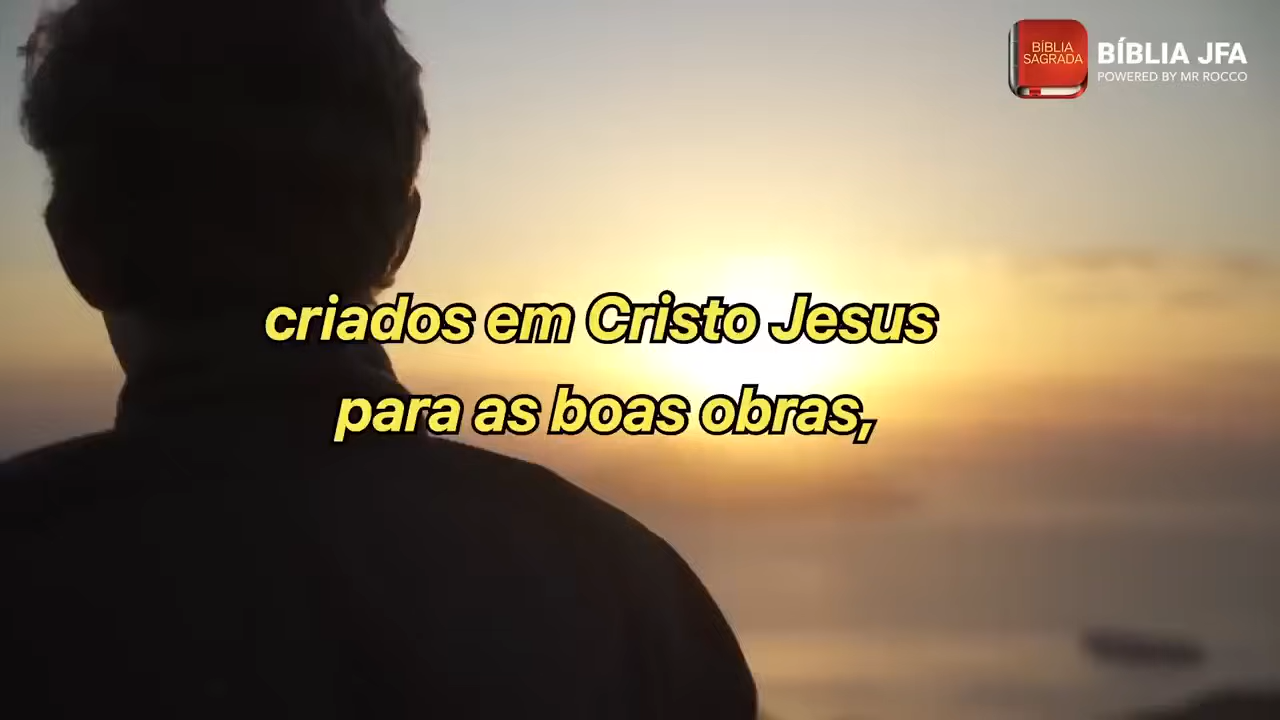 BÍBLIA
SAGRADA
BÍBLIA JFA
POWERED BY MR ROCCO
criados em Cristo Jesus
para as boas obras,